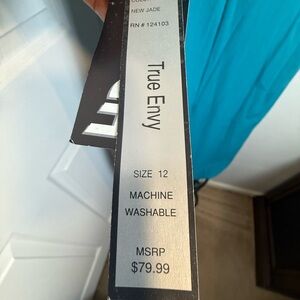 NEW JADE
RN # 124103
True Envy
SIZE 12
MACHINE
WASHABLE
MSRP
$79.99